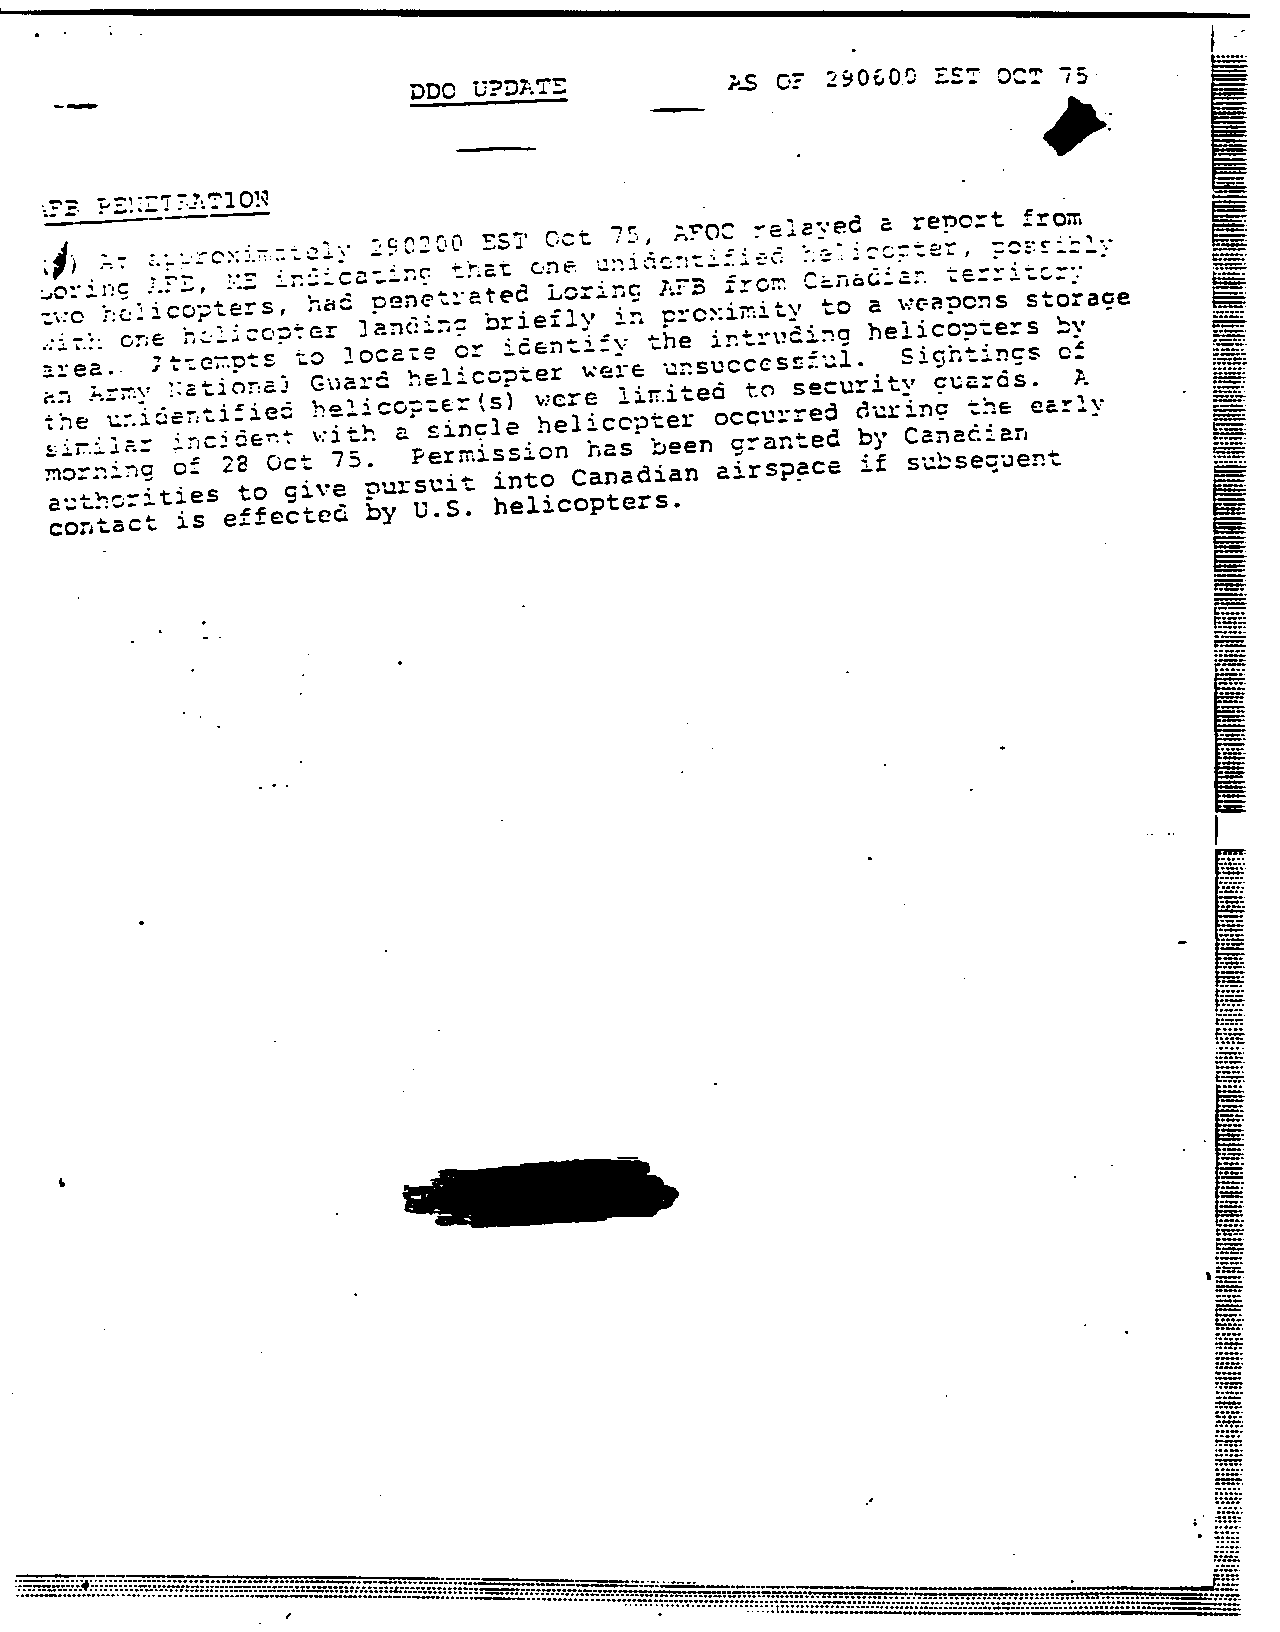 DDO UPDATE
AS OF 290600 EST OCT 75
AFB PENETRATION
( ) At approximately 290200 EST Oct 75, AFOC relayed a report from
Loring AFB, ME indicating that one unidentified helicopter, possibly
two helicopters, had penetrated Loring AFB from Canadian territory
with one helicopter landing briefly in proximity to a weapons storage
area. Attempts to locate or identify the intruding helicopters by
an Army National Guard helicopter were unsuccessful. Sightings of
the unidentified helicopter(s) were limited to security guards. A
similar incident with a single helicopter occurred during the early
morning of 28 Oct 75. Permission has been granted by Canadian
authorities to give pursuit into Canadian airspace if subsequent
contact is effected by U.S. helicopters.